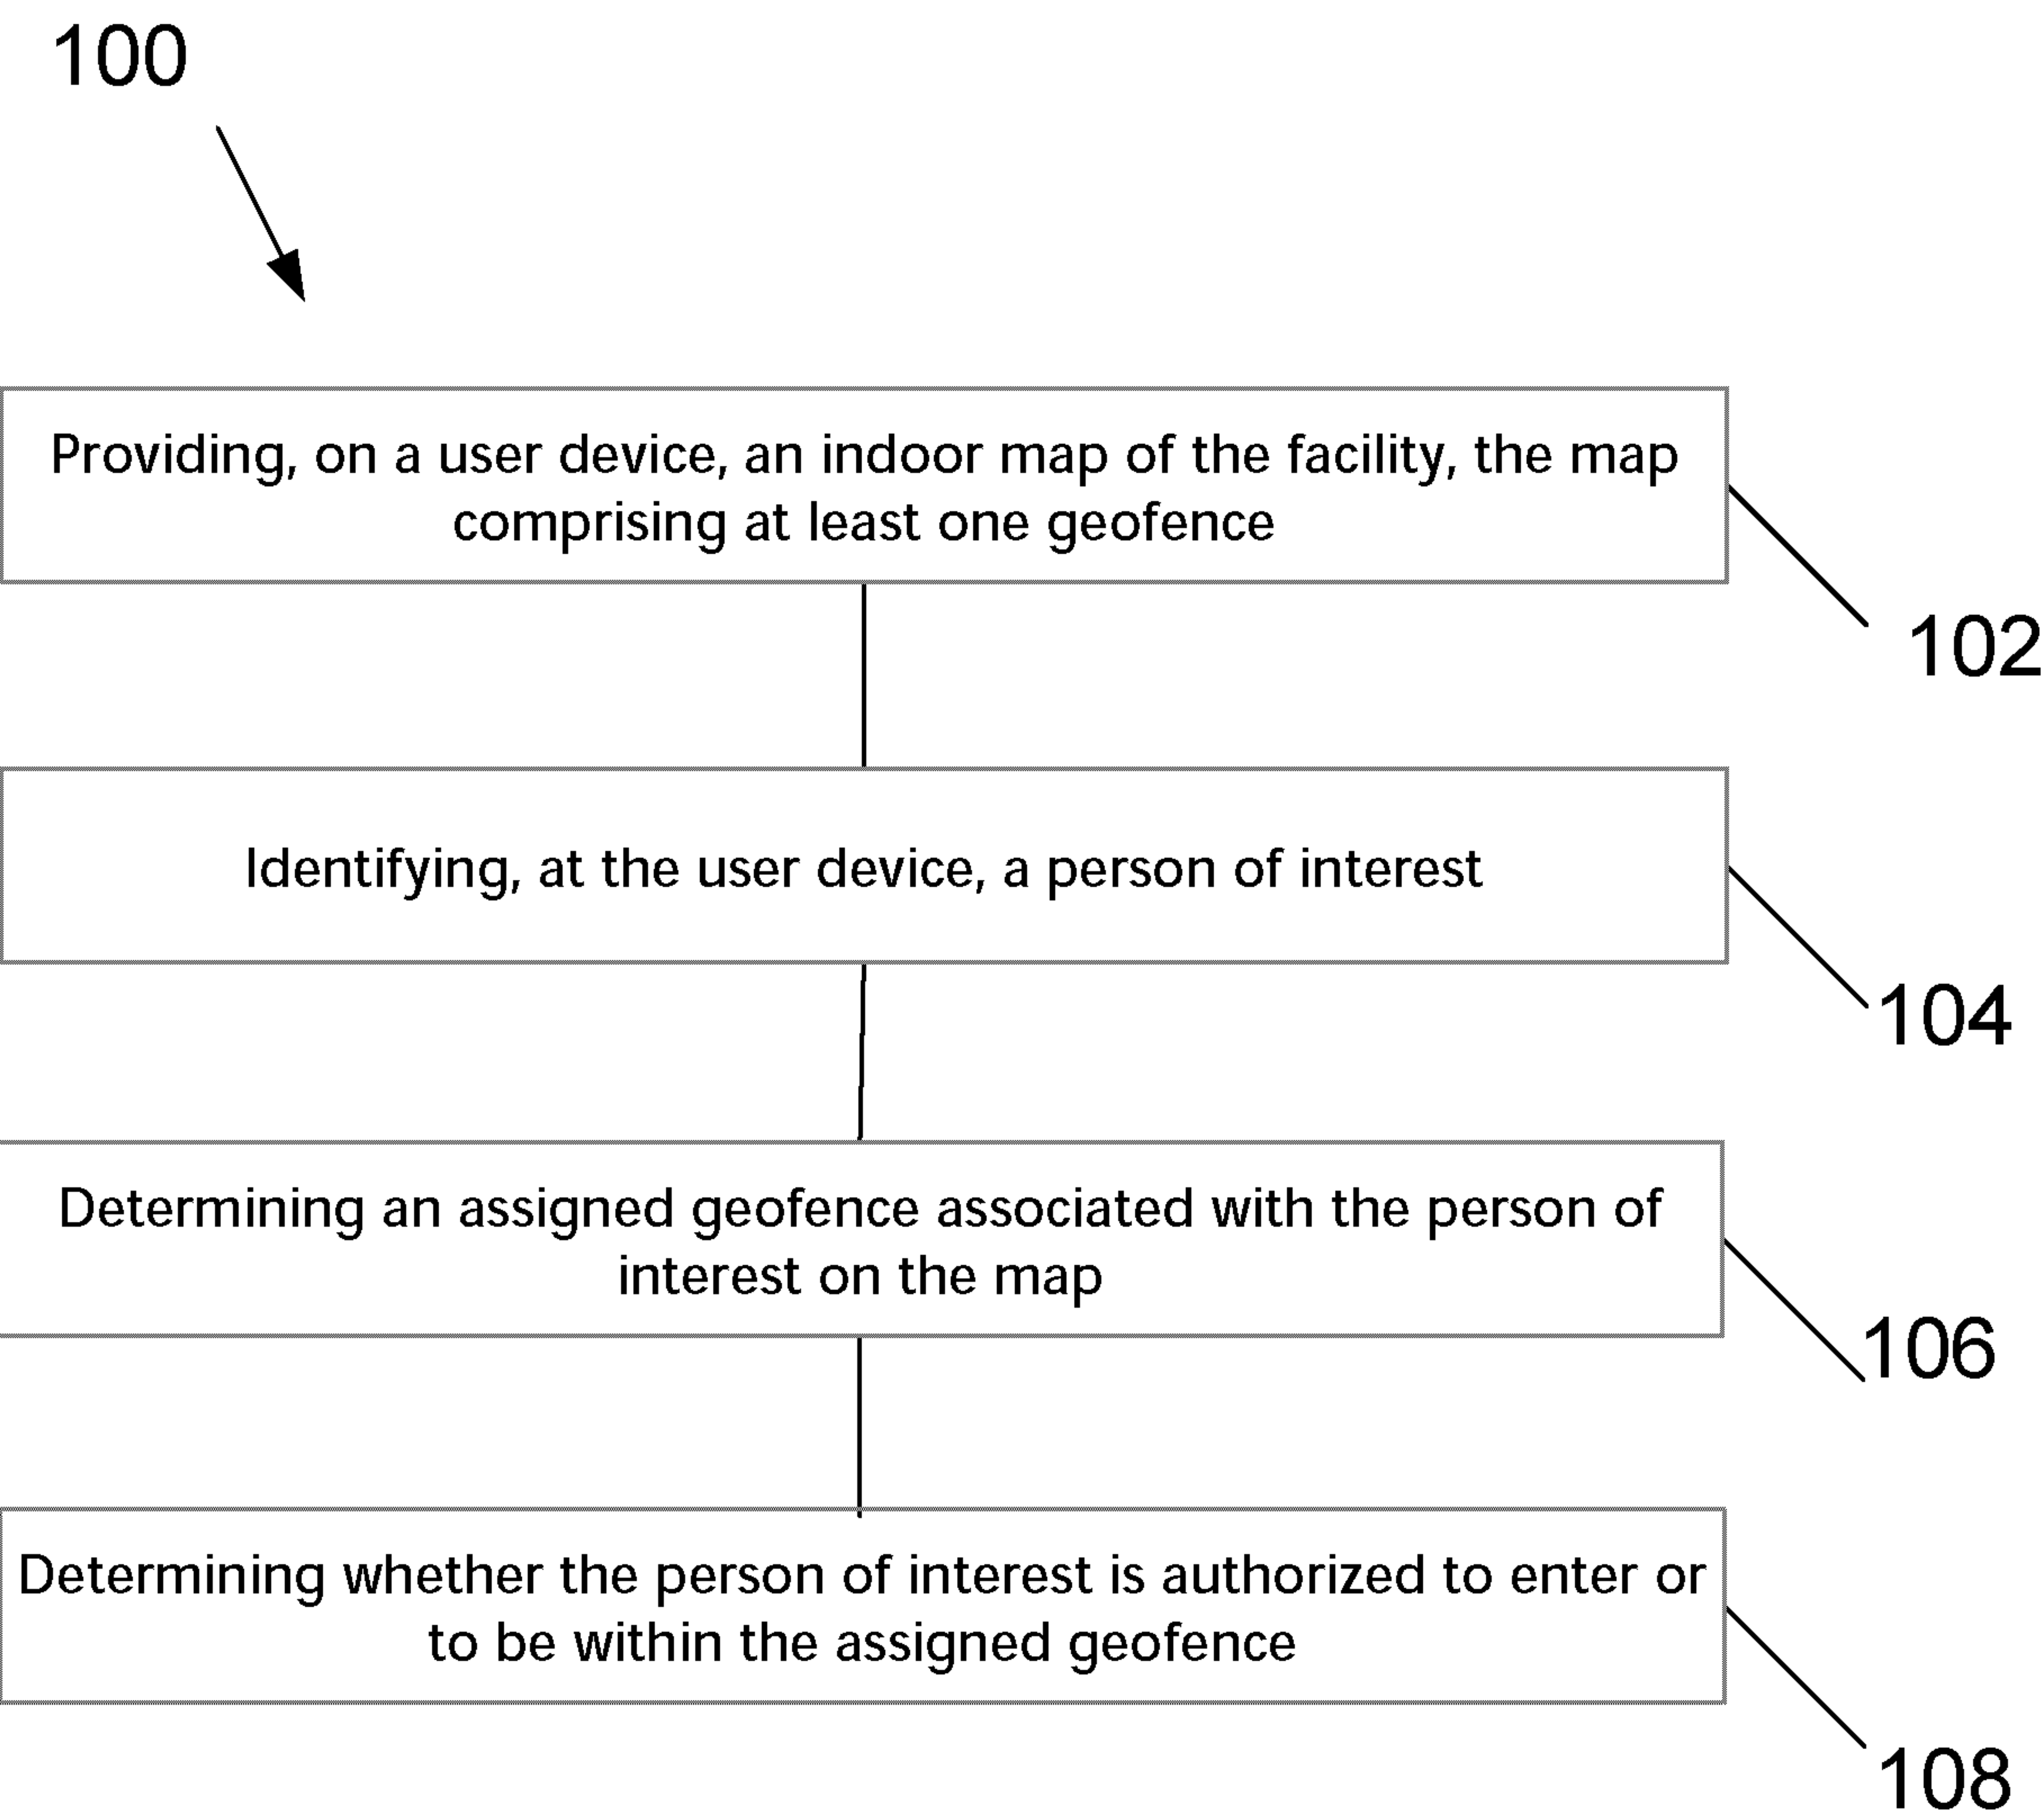 100
Providing, on a user device, an indoor map of the facility, the map
comprising at least one geofence
102
Identifying, at the user device, a person of interest
104
Determining an assigned geofence associated with the person of
interest on the map
106
Determining whether the person of interest is authorized to enter or
to be within the assigned geofence
108